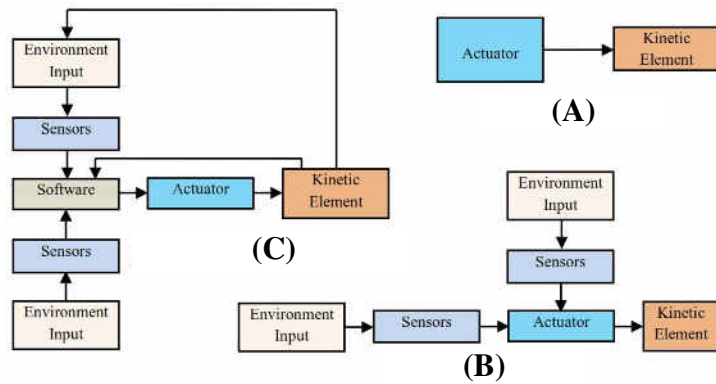 Environment
Input
Sensors
Software
Actuator
Kinetic
Element
Sensors
Environment
Input
(C)
Actuator
Kinetic
Element
(A)
Environment
Input
Sensors
Environment
Input
Sensors
Actuator
Kinetic
Element
(B)